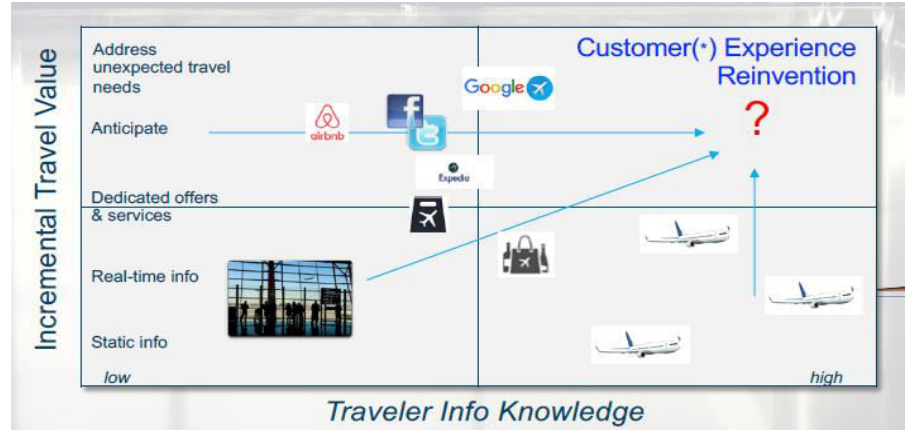 Incremental Travel Value
Address
unexpected travel
needs
Customer(*) Experience
Reinvention
Google
Anticipate
airbnb
f
t
?
Expedia
Dedicated offers
& services
Real-time info
Static info
low
high
Traveler Info Knowledge